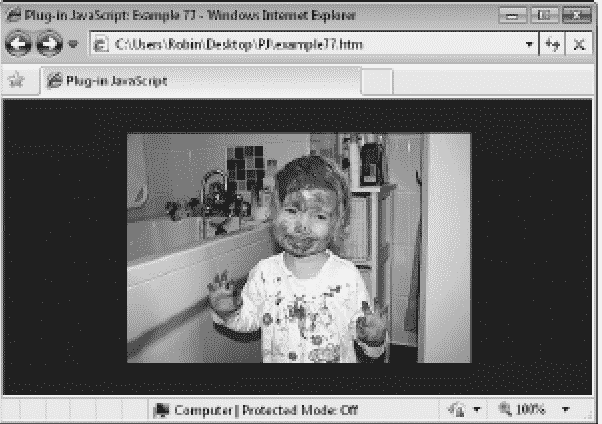 Plug-in JavaScript: Example 77 - Windows Internet Explorer
C:\Users\Robin\Desktop\PJ\example77.htm
Plug-in JavaScript
Computer | Protected Mode: Off
100%